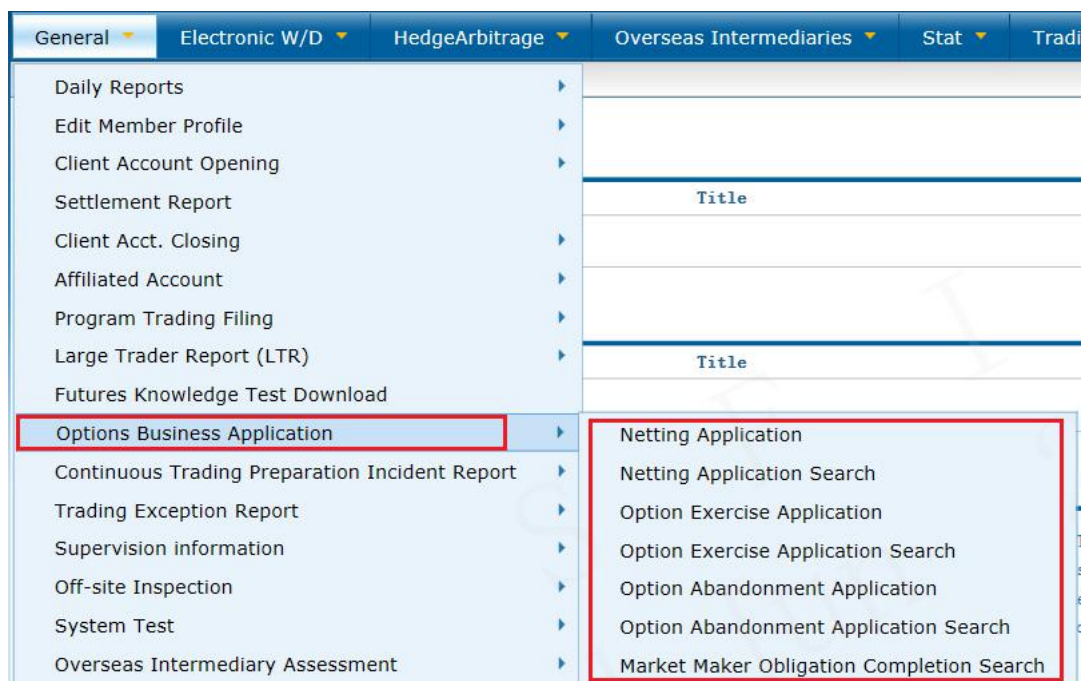 General
Electronic W/D
HedgeArbitrage
Overseas Intermediaries
Stat
Daily Reports
Edit Member Profile
Client Account Opening
Settlement Report
Client Acct. Closing
Affiliated Account
Program Trading Filing
Large Trader Report (LTR)
Futures Knowledge Test Download
Options Business Application
Continuous Trading Preparation Incident Report
Trading Exception Report
Supervision information
Off-site Inspection
System Test
Overseas Intermediary Assessment
Title
Title
Netting Application
Netting Application Search
Option Exercise Application
Option Exercise Application Search
Option Abandonment Application
Option Abandonment Application Search
Market Maker Obligation Completion Search